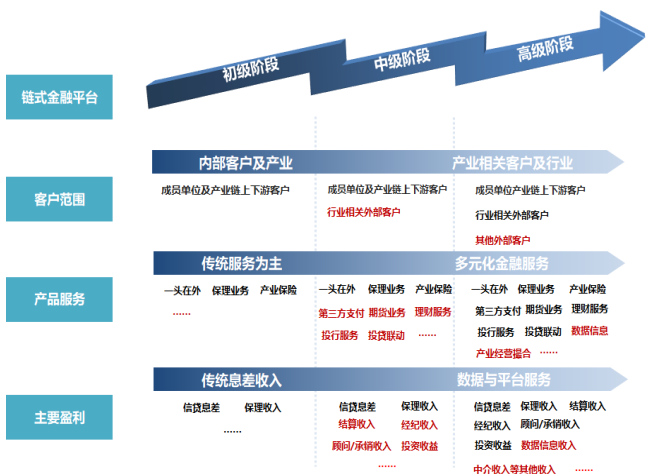 初级阶段
中级阶段
高级阶段
链式金融平台
客户范围
内部客户及产业
产业相关客户及行业
成员单位及产业链上下游客户
成员单位及产业链上下游客户
行业相关外部客户
成员单位产业链上下游客户
行业相关外部客户
其他外部客户
产品服务
传统服务为主
多元化金融服务
一头在外 保理业务 产业保险
······
一头在外 保理业务 产业保险
第三方支付 期货业务 理财服务
投行服务 投贷联动 ······
一头在外 保理业务 产业保险
第三方支付 期货业务 理财服务
投行服务 投贷联动 数据信息
产业经营撮合 ······
主要盈利
传统息差收入
数据与平台服务
信贷息差 保理收入
······
信贷息差 保理收入
结算收入 经纪收入
顾问/承销收入 投资收益
······
信贷息差 保理收入 结算收入
经纪收入 顾问/承销收入
投资收益 数据信息收入
中介收入等其他收入 ······